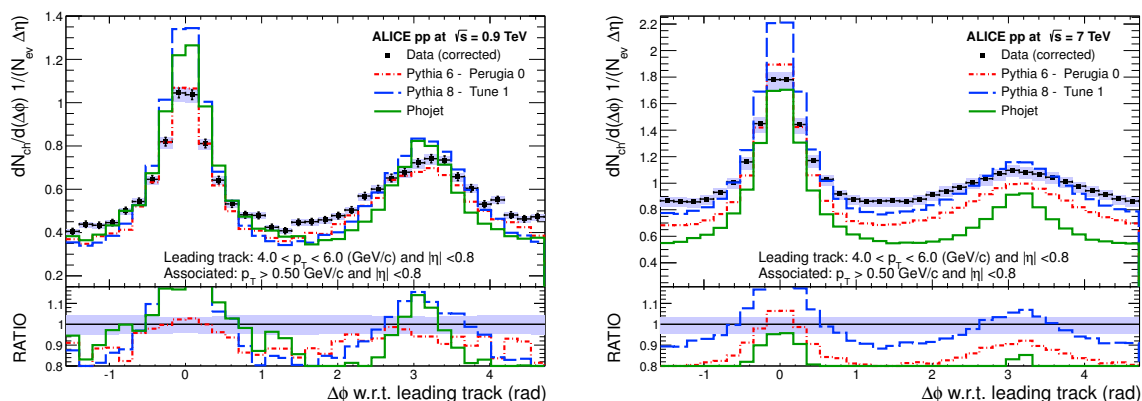 dN_ch/d(Δϕ) 1/(N_ev Δη)
ALICE pp at √s = 0.9 TeV
Data (corrected)
Pythia 6 - Perugia 0
Pythia 8 - Tune 1
Phojet
1.4
1.2
1
0.8
0.6
0.4
0.2
Leading track: 4.0 < p_T < 6.0 (GeV/c) and |η| <0.8
Associated: p_T > 0.50 GeV/c and |η| <0.8
RATIO
1.1
1
0.9
0.8
-1 0 1 2 3 4
Δϕ w.r.t. leading track (rad)
dN_ch/d(Δϕ) 1/(N_ev Δη)
ALICE pp at √s = 7 TeV
Data (corrected)
Pythia 6 - Perugia 0
Pythia 8 - Tune 1
Phojet
2.2
2.0
1.8
1.6
1.4
1.2
1.0
0.8
0.6
0.4
Leading track: 4.0 < p_T < 6.0 (GeV/c) and |η| <0.8
Associated: p_T > 0.50 GeV/c and |η| <0.8
RATIO
1.1
1
0.9
0.8
-1 0 1 2 3 4
Δϕ w.r.t. leading track (rad)